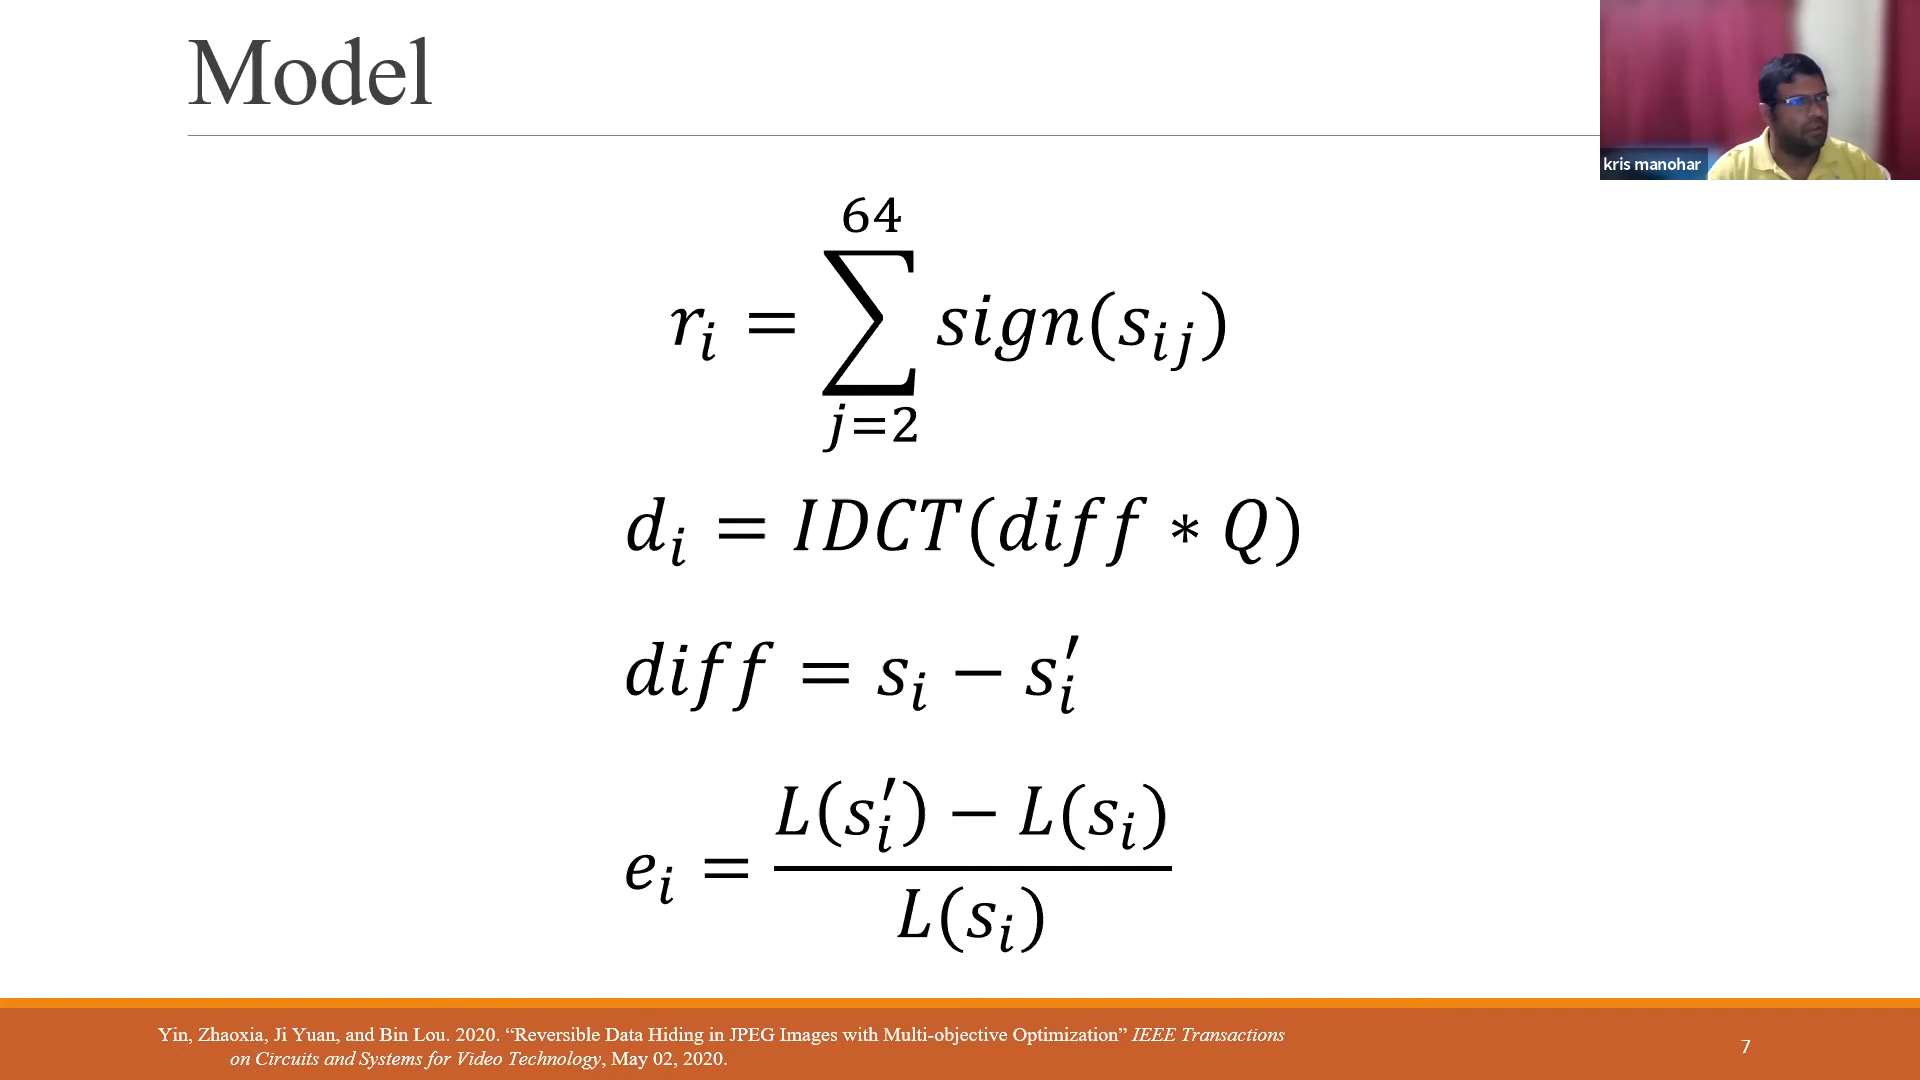 Model
kris manohar
r_i = \sum_{j=2}^{64} sign(s_{ij})
d_i = IDCT(diff * Q)
diff = s_i − s_i′
e_i = \frac{L(s_i′) − L(s_i)}{L(s_i)}
Yin, Zhaoxia, Ji Yuan, and Bin Lou. 2020. “Reversible Data Hiding in JPEG Images with Multi-objective Optimization” IEEE Transactions
on Circuits and Systems for Video Technology, May 02, 2020.
7